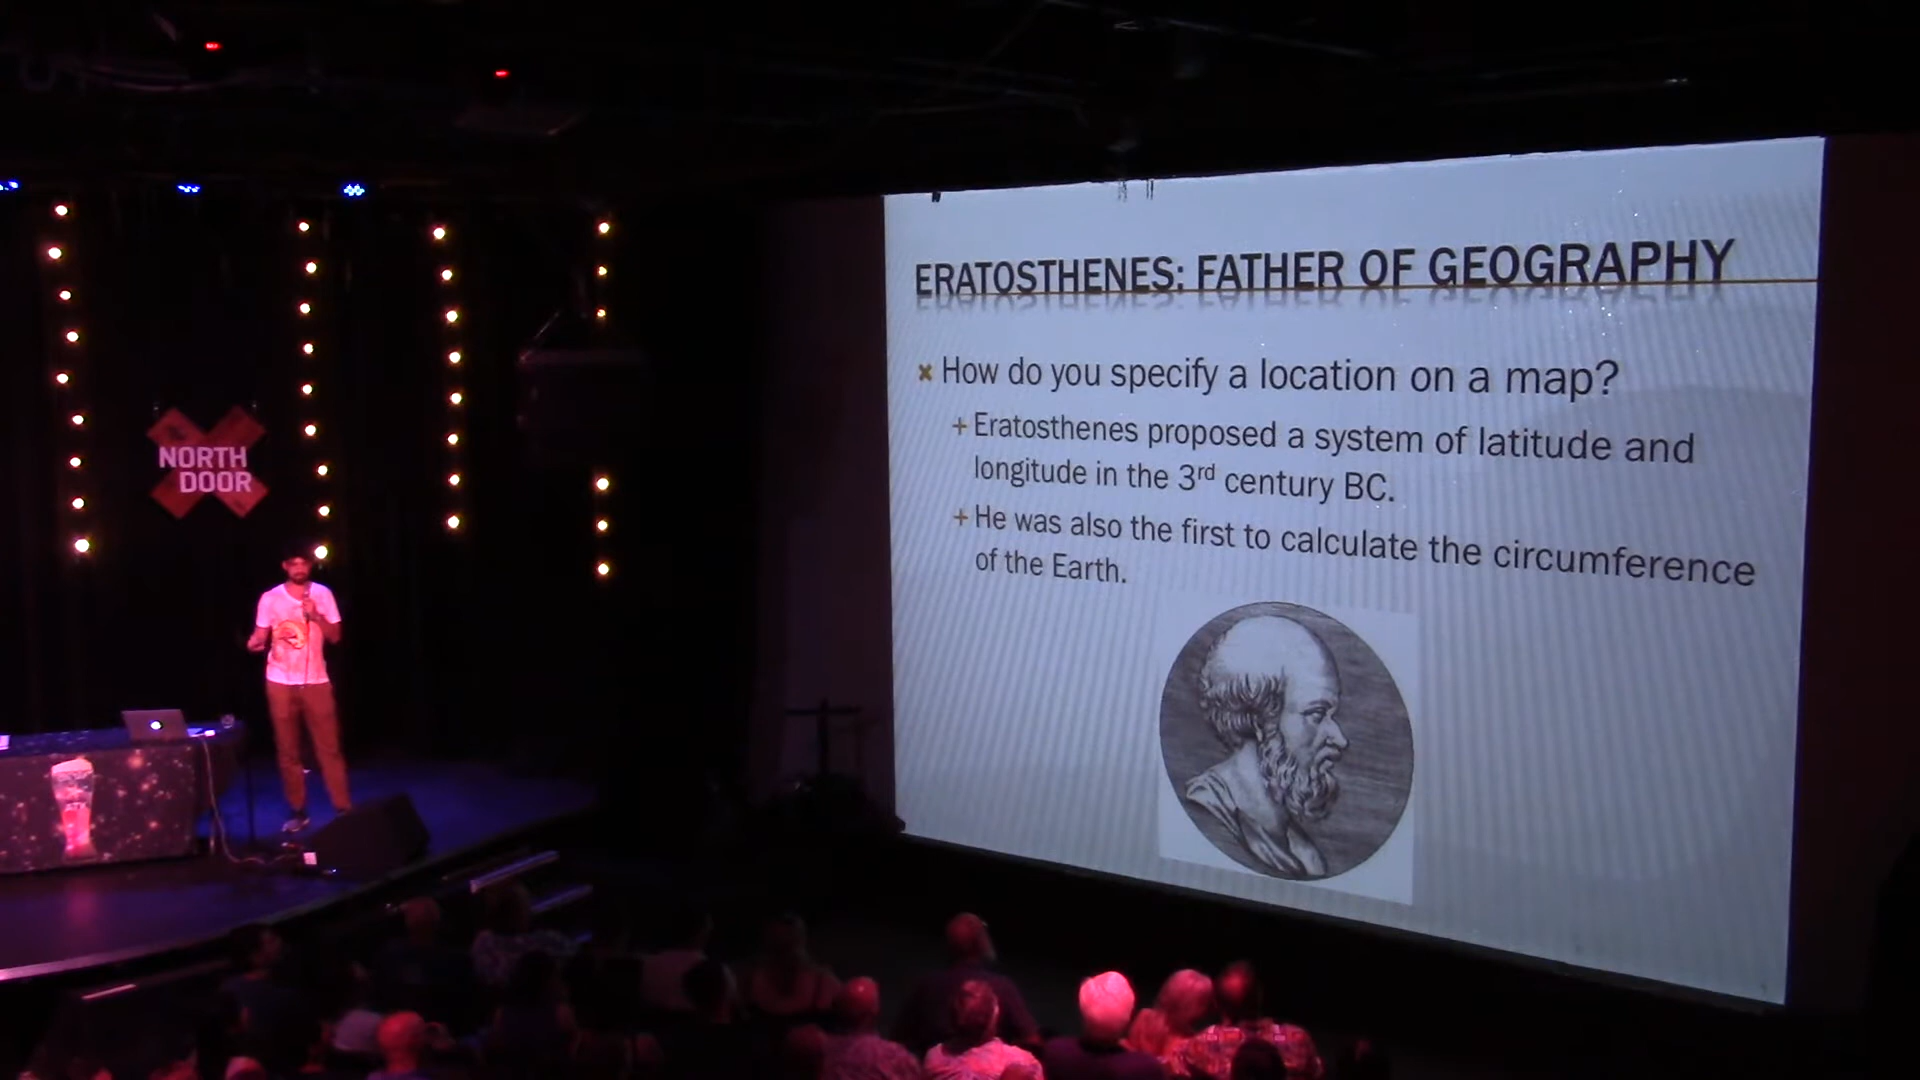 NORTH
DOOR
ERATOSTHENES: FATHER OF GEOGRAPHY
How do you specify a location on a map?
+ Eratosthenes proposed a system of latitude and
longitude in the 3rd century BC.
+ He was also the first to calculate the circumference
of the Earth.